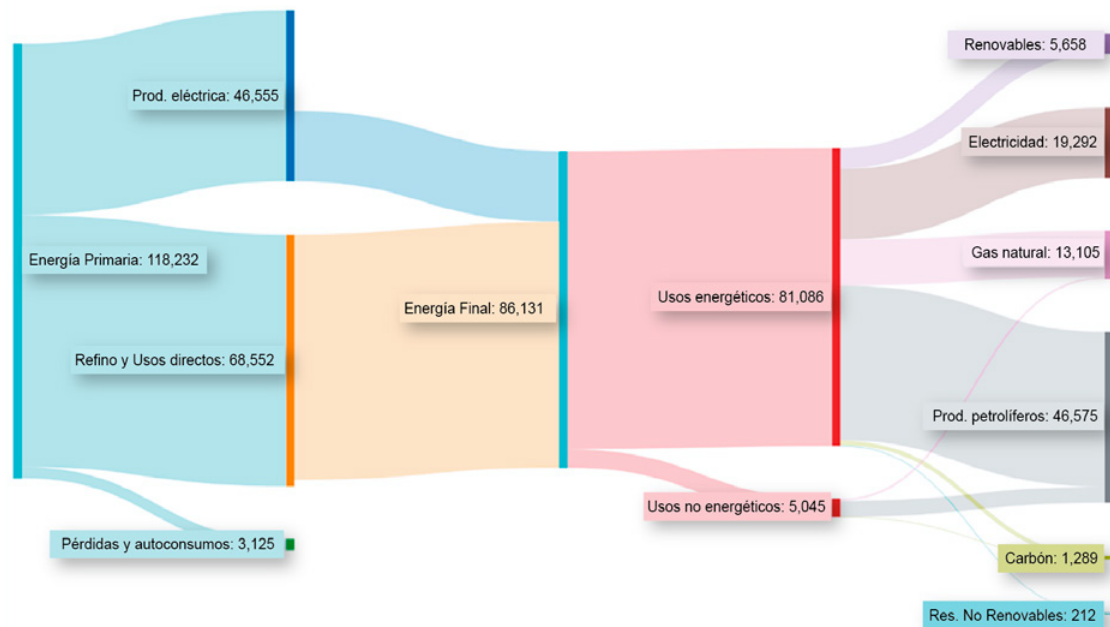 Renovables: 5,658
Prod. eléctrica: 46,555
Electricidad: 19,292
Gas natural: 13,105
Energía Primaria: 118,232
Usos energéticos: 81,086
Energía Final: 86,131
Refino y Usos directos: 68,552
Prod. petrolíferos: 46,575
Usos no energéticos: 5,045
Pérdidas y autoconsumos: 3,125
Carbón: 1,289
Res. No Renovables: 212